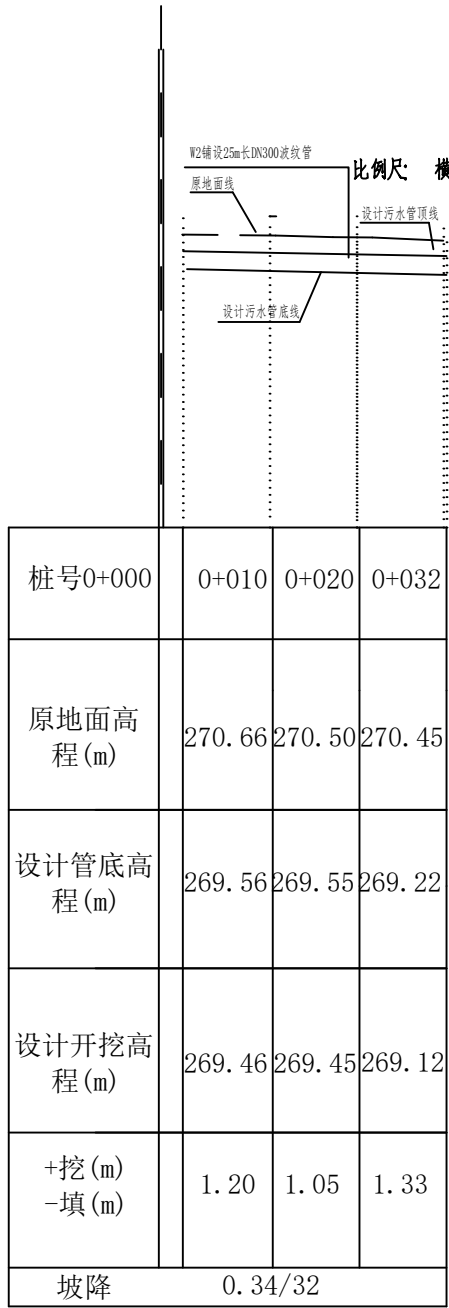 W2铺设25m长DN300波纹管
比例尺: 横
原地面线
设计污水管顶线
设计污水管底线
桩号0+000 0+010 0+020 0+032
原地面高
程(m) 270.66 270.50 270.45
设计管底高
程(m) 269.56 269.55 269.22
设计开挖高
程(m) 269.46 269.45 269.12
+挖(m)
-填(m) 1.20 1.05 1.33
坡降 0.34/32